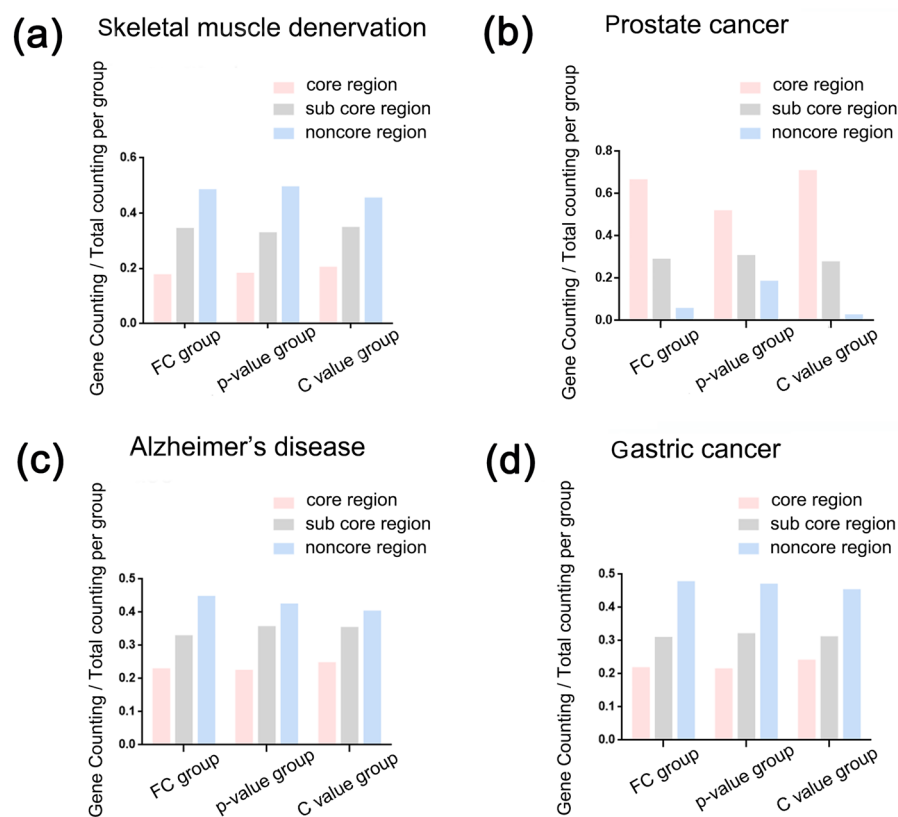 (a)
Skeletal muscle denervation
Gene Counting / Total counting per group
core region
sub core region
noncore region
0.6
0.4
0.2
0.0
FC group
p-value group
C value group
(b)
Prostate cancer
Gene Counting / Total counting per group
core region
sub core region
noncore region
0.8
0.6
0.4
0.2
0.0
FC group
p-value group
C value group
(c)
Alzheimer’s disease
Gene Counting / Total counting per group
core region
sub core region
noncore region
0.5
0.4
0.3
0.2
0.1
0.0
FC group
p-value group
C value group
(d)
Gastric cancer
Gene Counting / Total counting per group
core region
sub core region
noncore region
0.5
0.4
0.3
0.2
0.1
0.0
FC group
p-value group
C value group